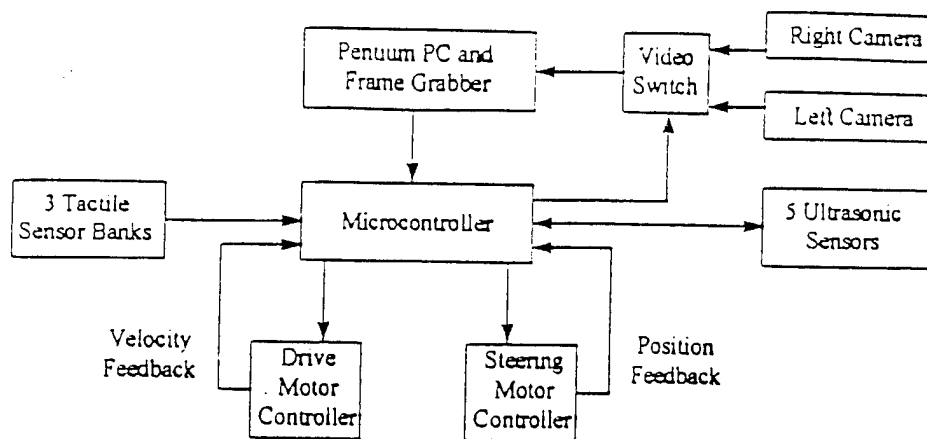 Pentium PC and
Frame Grabber
Video
Switch
Right Camera
Left Camera
3 Tactile
Sensor Banks
Microcontroller
5 Ultrasonic
Sensors
Velocity
Feedback
Drive
Motor
Controller
Steering
Motor
Controller
Position
Feedback